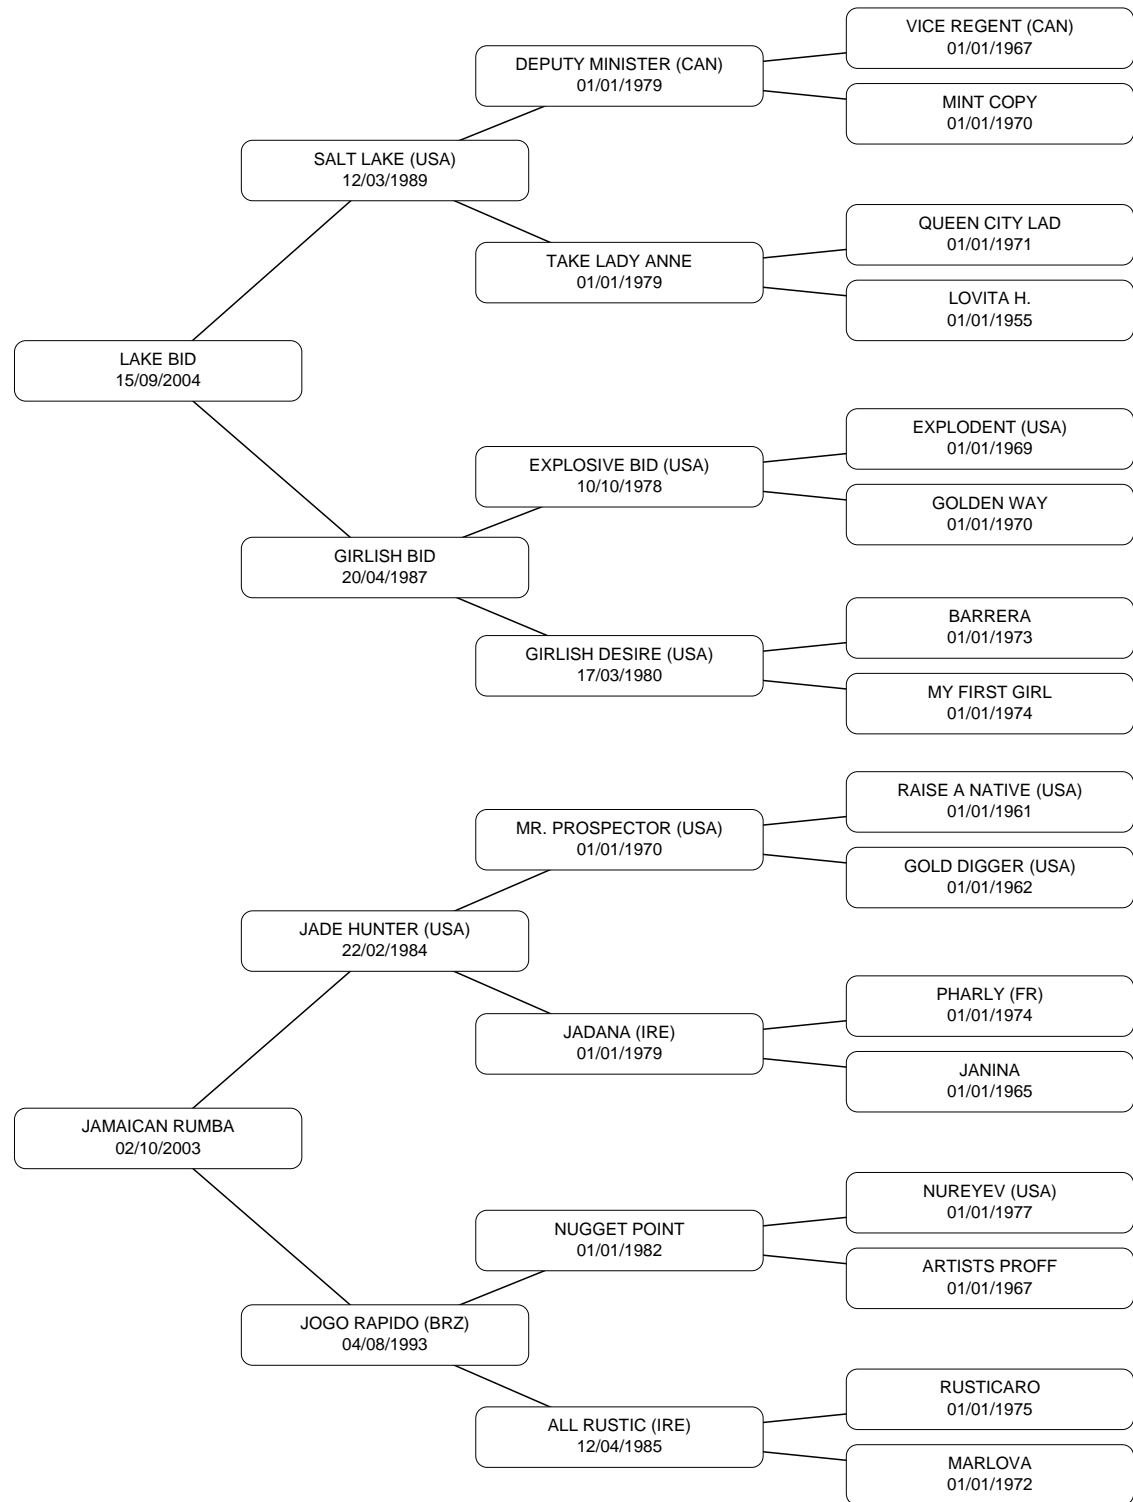 VICE REGENT (CAN)
01/01/1967
DEPUTY MINISTER (CAN)
01/01/1979
MINT COPY
01/01/1970
SALT LAKE (USA)
12/03/1989
QUEEN CITY LAD
01/01/1971
TAKE LADY ANNE
01/01/1979
LOVITA H.
01/01/1955
LAKE BID
15/09/2004
EXPLODENT (USA)
01/01/1969
EXPLOSIVE BID (USA)
10/10/1978
GOLDEN WAY
01/01/1970
GIRLISH BID
20/04/1987
BARRERA
01/01/1973
GIRLISH DESIRE (USA)
17/03/1980
MY FIRST GIRL
01/01/1974
RAISE A NATIVE (USA)
01/01/1961
MR. PROSPECTOR (USA)
01/01/1970
GOLD DIGGER (USA)
01/01/1962
JADE HUNTER (USA)
22/02/1984
PHARLY (FR)
01/01/1974
JADANA (IRE)
01/01/1979
JANINA
01/01/1965
JAMAICAN RUMBA
02/10/2003
NUREYEV (USA)
01/01/1977
NUGGET POINT
01/01/1982
ARTISTS PROFF
01/01/1967
JOGO RAPIDO (BRZ)
04/08/1993
RUSTICARO
01/01/1975
ALL RUSTIC (IRE)
12/04/1985
MARLOVA
01/01/1972